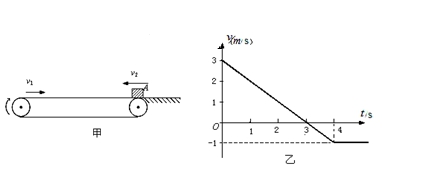 v₁
v₂
A
甲
v(m/s)
3
2
1
O
1
2
3
4
t/s
-1
乙